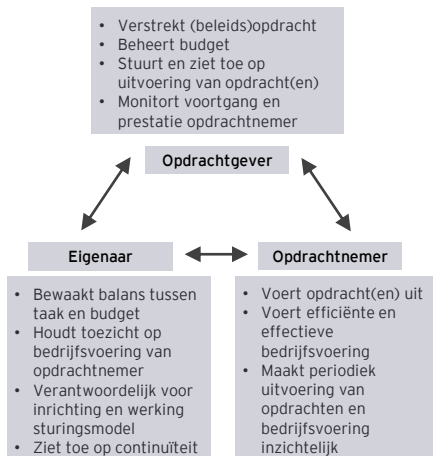 • Verstrekt (beleids)opdracht
• Beheert budget
• Stuurt en ziet toe op
uitvoering van opdracht(en)
• Monitort voortgang en
prestatie opdrachtnemer
Opdrachtgever
Eigenaar
• Bewaakt balans tussen
taak en budget
• Houdt toezicht op
bedrijfsvoering van
opdrachtnemer
• Verantwoordelijk voor
inrichting en werking
sturingsmodel
• Ziet toe op continuïteit
Opdrachtnemer
• Voert opdracht(en) uit
• Voert efficiënte en
effectieve
bedrijfsvoering
• Maakt periodiek
uitvoering van
opdrachten en
bedrijfsvoering
inzichtelijk